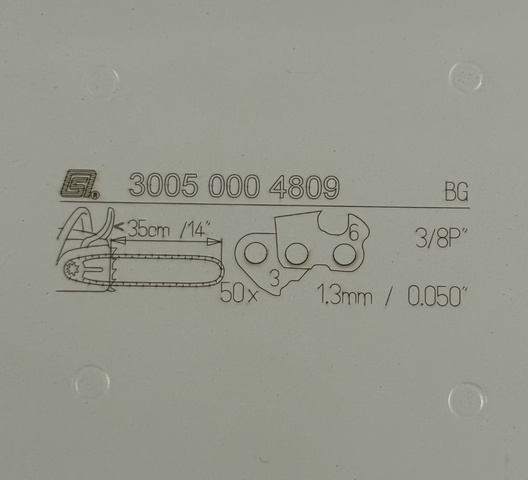 ® 3005 000 4809 BG
<35cm /14" 6 3/8P"
50x 3 1.3mm / 0.050"